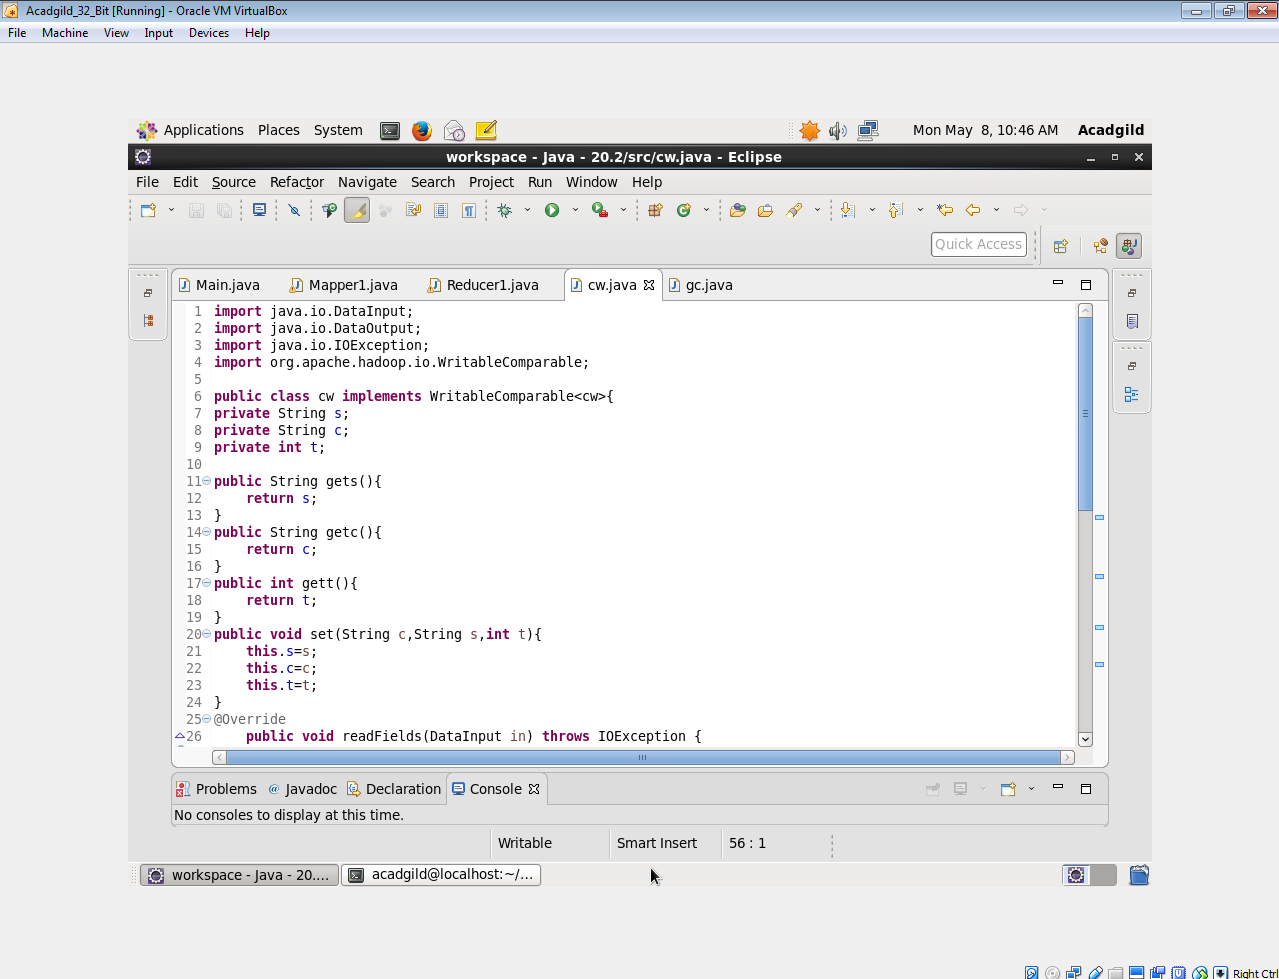 Acadgild_32_Bit [Running] - Oracle VM VirtualBox
File Machine View Input Devices Help
Applications Places System Mon May 8, 10:46 AM Acadgild
workspace - Java - 20.2/src/cw.java - Eclipse
File Edit Source Refactor Navigate Search Project Run Window Help
Quick Access
Main.java Mapper1.java Reducer1.java cw.java gc.java
1 import java.io.DataInput;
2 import java.io.DataOutput;
3 import java.io.IOException;
4 import org.apache.hadoop.io.WritableComparable;
5
6 public class cw implements WritableComparable<cw>{
7 private String s;
8 private String c;
9 private int t;
10
11 public String gets(){
12 return s;
13 }
14 public String getc(){
15 return c;
16 }
17 public int gett(){
18 return t;
19 }
20 public void set(String c,String s,int t){
21 this.s=s;
22 this.c=c;
23 this.t=t;
24 }
25 @Override
26 public void readFields(DataInput in) throws IOException {
Problems @ Javadoc Declaration Console
No consoles to display at this time.
Writable Smart Insert 56 : 1
workspace - Java - 20.... acadgild@localhost:~/...
Right Ctrl